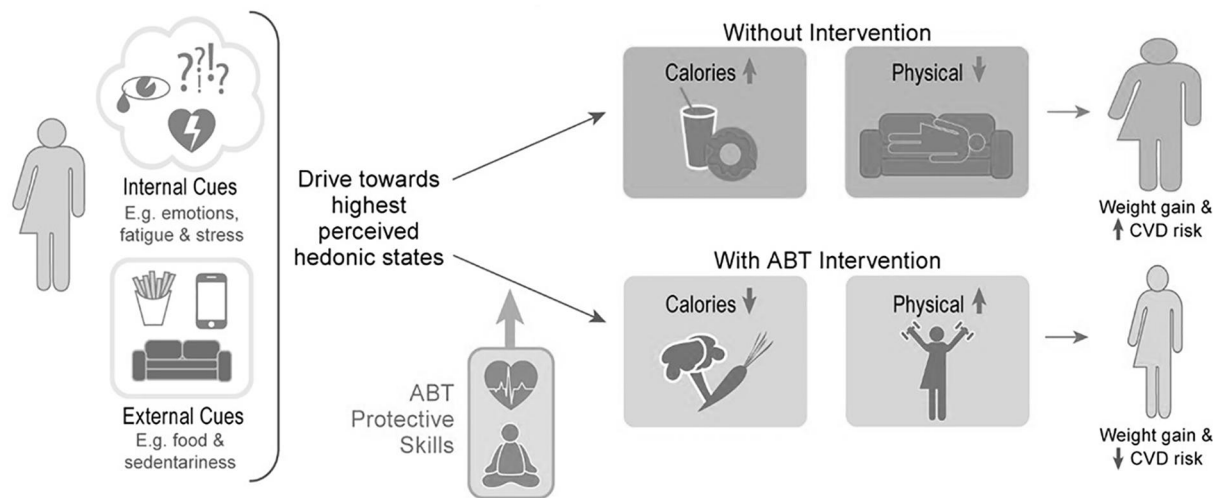 ?
?
!
?
i
Internal Cues
E.g. emotions,
fatigue & stress
External Cues
E.g. food &
sedentariness
Drive towards
highest
perceived
hedonic states
ABT
Protective
Skills
Without Intervention
Calories ↑
Physical ↓
Weight gain &
↑ CVD risk
With ABT Intervention
Calories ↓
Physical ↑
Weight gain &
↓ CVD risk